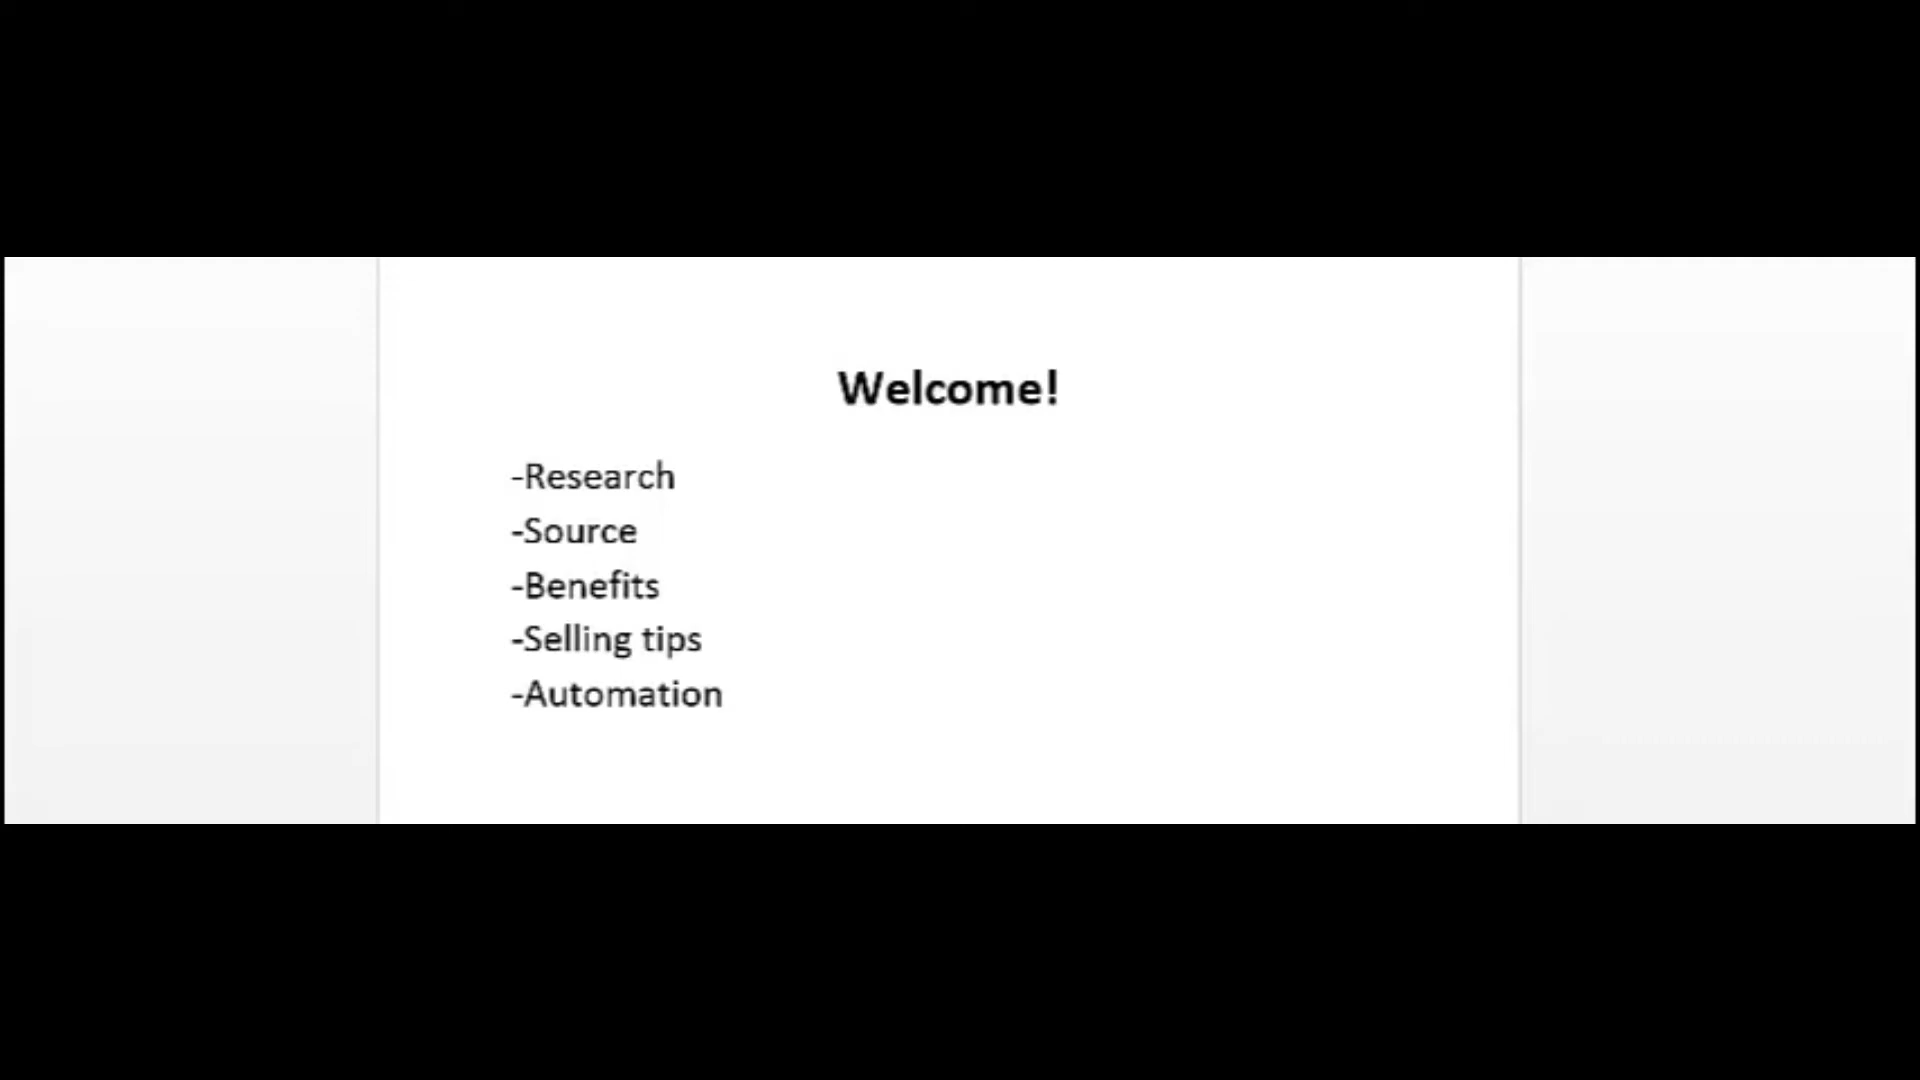 Welcome!
-Research
-Source
-Benefits
-Selling tips
-Automation